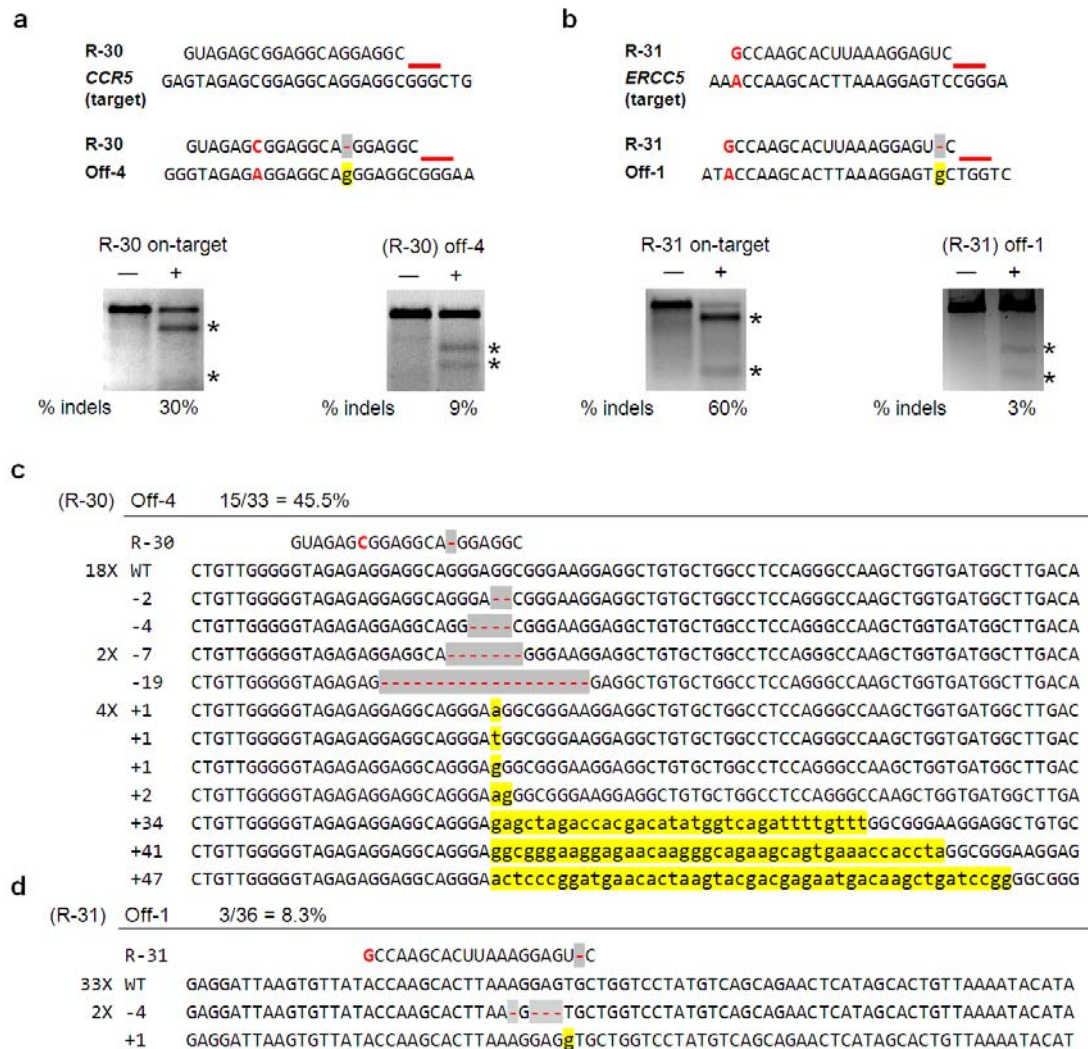 a
R-30 GUAGAGCGGAGGCAGGAGGC
CCR5 GAGTAGAGCGGAGGCAGGAGGCGGGCTG
(target)
R-30 GUAGAGCGGAGGCA-GGAGGC
Off-4 GGGTAGAGAGGAGGCAgGGAGGCGGGAA
R-30 on-target (R-30) off-4
— + — +
* *
* *
% indels 30% % indels 9%
b
R-31 GCCAAGCACUUAAAGGAGUC
ERCC5 AAACCAAGCACTTAAAGGAGTCCGGGA
(target)
R-31 GCCAAGCACUUAAAGGAGU-C
Off-1 ATACCAAGCACTTAAAGGAGTgCTGGTC
R-31 on-target (R-31) off-1
— + — +
* *
* *
% indels 60% % indels 3%
c
(R-30) Off-4 15/33 = 45.5%
R-30 GUAGAGCGGAGGCA-GGAGGC
18X WT CTGTTGGGGGTAGAGAGGAGGCAGGGAGGCGGGAAGGAGGCTGTGCTGGCCTCCAGGGCCAAGCTGGTGATGGCTTGACA
-2 CTGTTGGGGGTAGAGAGGAGGCAGGGA--CGGGAAGGAGGCTGTGCTGGCCTCCAGGGCCAAGCTGGTGATGGCTTGACA
-4 CTGTTGGGGGTAGAGAGGAGGCAGG----CGGGAAGGAGGCTGTGCTGGCCTCCAGGGCCAAGCTGGTGATGGCTTGACA
2X -7 CTGTTGGGGGTAGAGAGGAGGCA-------GGGAAGGAGGCTGTGCTGGCCTCCAGGGCCAAGCTGGTGATGGCTTGACA
-19 CTGTTGGGGGTAGAGAG-------------------GAGGCTGTGCTGGCCTCCAGGGCCAAGCTGGTGATGGCTTGACA
4X +1 CTGTTGGGGGTAGAGAGGAGGCAGGGAaGGCGGGAAGGAGGCTGTGCTGGCCTCCAGGGCCAAGCTGGTGATGGCTTGAC
+1 CTGTTGGGGGTAGAGAGGAGGCAGGGAtGGCGGGAAGGAGGCTGTGCTGGCCTCCAGGGCCAAGCTGGTGATGGCTTGAC
+1 CTGTTGGGGGTAGAGAGGAGGCAGGGAgGGCGGGAAGGAGGCTGTGCTGGCCTCCAGGGCCAAGCTGGTGATGGCTTGAC
+2 CTGTTGGGGGTAGAGAGGAGGCAGGGAagGGCGGGAAGGAGGCTGTGCTGGCCTCCAGGGCCAAGCTGGTGATGGCTTGA
+34 CTGTTGGGGGTAGAGAGGAGGCAGGGAgagctagaccacgacatatggtcagattttgtttGGCGGGAAGGAGGCTGTGC
+41 CTGTTGGGGGTAGAGAGGAGGCAGGGAggcgggaaggagaacaagggcagaagcagtgaaaccacctaGGCGGGAAGGAG
+47 CTGTTGGGGGTAGAGAGGAGGCAGGGAactcccggatgaacactaagtacgacgagaatgacaagctgatccggGGCGGG
d
(R-31) Off-1 3/36 = 8.3%
R-31 GCCAAGCACUUAAAGGAGU-C
33X WT GAGGATTAAGTGTTATACCAAGCACTTAAAGGAGTGCTGGTCCTATGTCAGCAGAACTCATAGCACTGTTAAAATACATA
2X -4 GAGGATTAAGTGTTATACCAAGCACTTAA-G---TGCTGGTCCTATGTCAGCAGAACTCATAGCACTGTTAAAATACATA
+1 GAGGATTAAGTGTTATACCAAGCACTTAAAGGAGgTGCTGGTCCTATGTCAGCAGAACTCATAGCACTGTTAAAATACAT